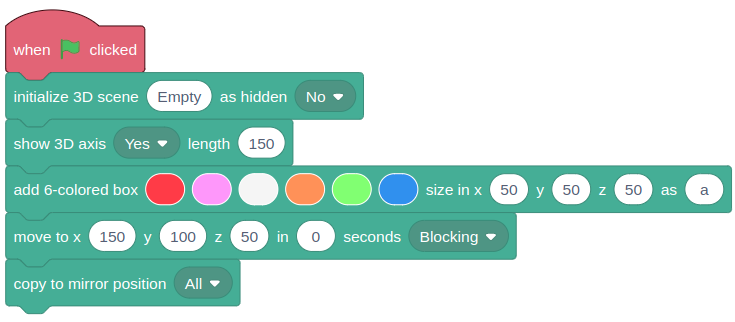 when clicked
initialize 3D scene Empty as hidden No
show 3D axis Yes length 150
add 6-colored box size in x 50 y 50 z 50 as a
move to x 150 y 100 z 50 in 0 seconds Blocking
copy to mirror position All